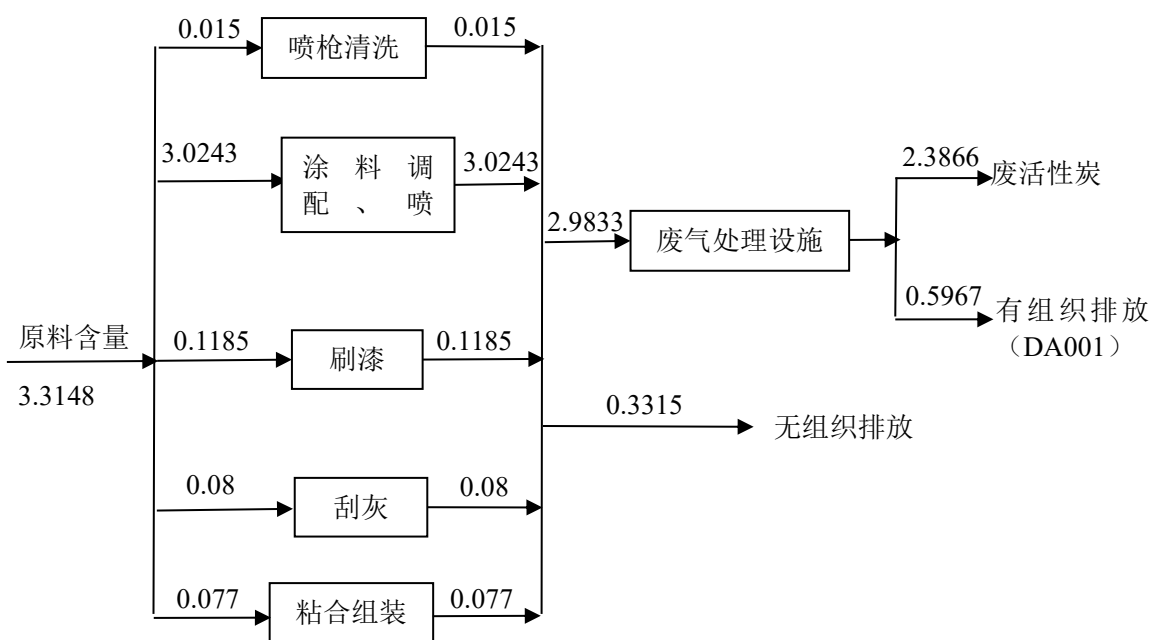 0.015
喷枪清洗
0.015
3.0243
涂料调
配、喷
3.0243
2.3866
废活性炭
2.9833
废气处理设施
0.5967
有组织排放
（DA001）
原料含量
3.3148
0.1185
刷漆
0.1185
0.3315
无组织排放
0.08
刮灰
0.08
0.077
粘合组装
0.077